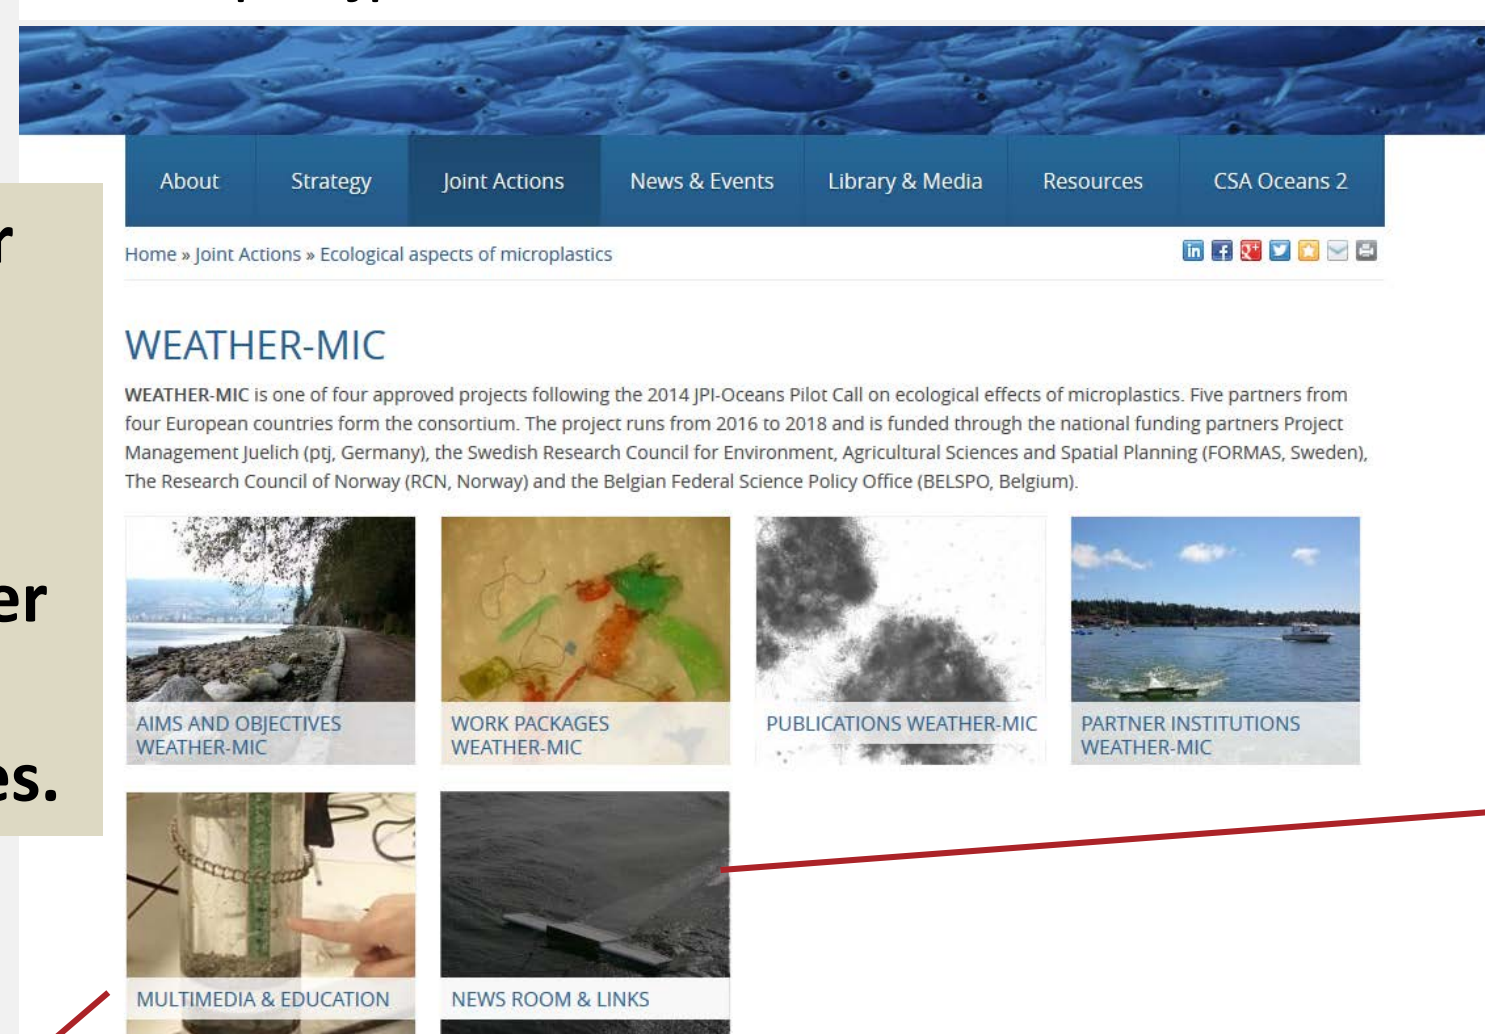 About Strategy Joint Actions News & Events Library & Media Resources CSA Oceans 2
Home » Joint Actions » Ecological aspects of microplastics
WEATHER-MIC
WEATHER-MIC is one of four approved projects following the 2014 JPI-Oceans Pilot Call on ecological effects of microplastics. Five partners from
four European countries form the consortium. The project runs from 2016 to 2018 and is funded through the national funding partners Project
Management Juelich (ptj, Germany), the Swedish Research Council for Environment, Agricultural Sciences and Spatial Planning (FORMAS, Sweden),
The Research Council of Norway (RCN, Norway) and the Belgian Federal Science Policy Office (BELSPO, Belgium).
AIMS AND OBJECTIVES
WEATHER-MIC
WORK PACKAGES
WEATHER-MIC
PUBLICATIONS WEATHER-MIC
PARTNER INSTITUTIONS
WEATHER-MIC
MULTIMEDIA & EDUCATION
NEWS ROOM & LINKS